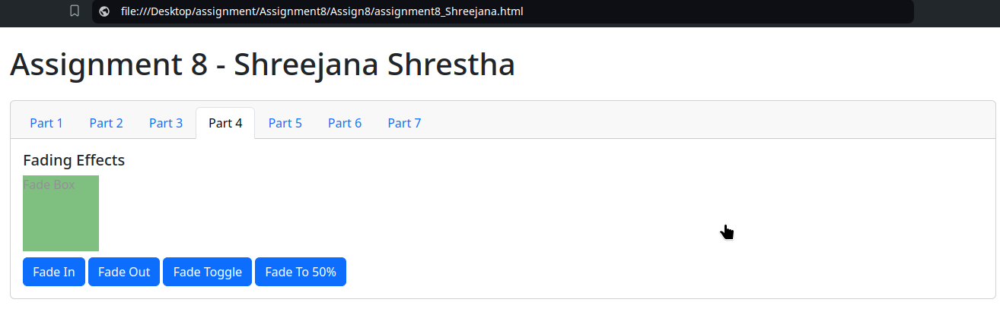 file:///Desktop/assignment/Assignment8/Assign8/assignment8_Shreejana.html
Assignment 8 - Shreejana Shrestha
Part 1 Part 2 Part 3 Part 4 Part 5 Part 6 Part 7
Fading Effects
Fade Box
Fade In Fade Out Fade Toggle Fade To 50%